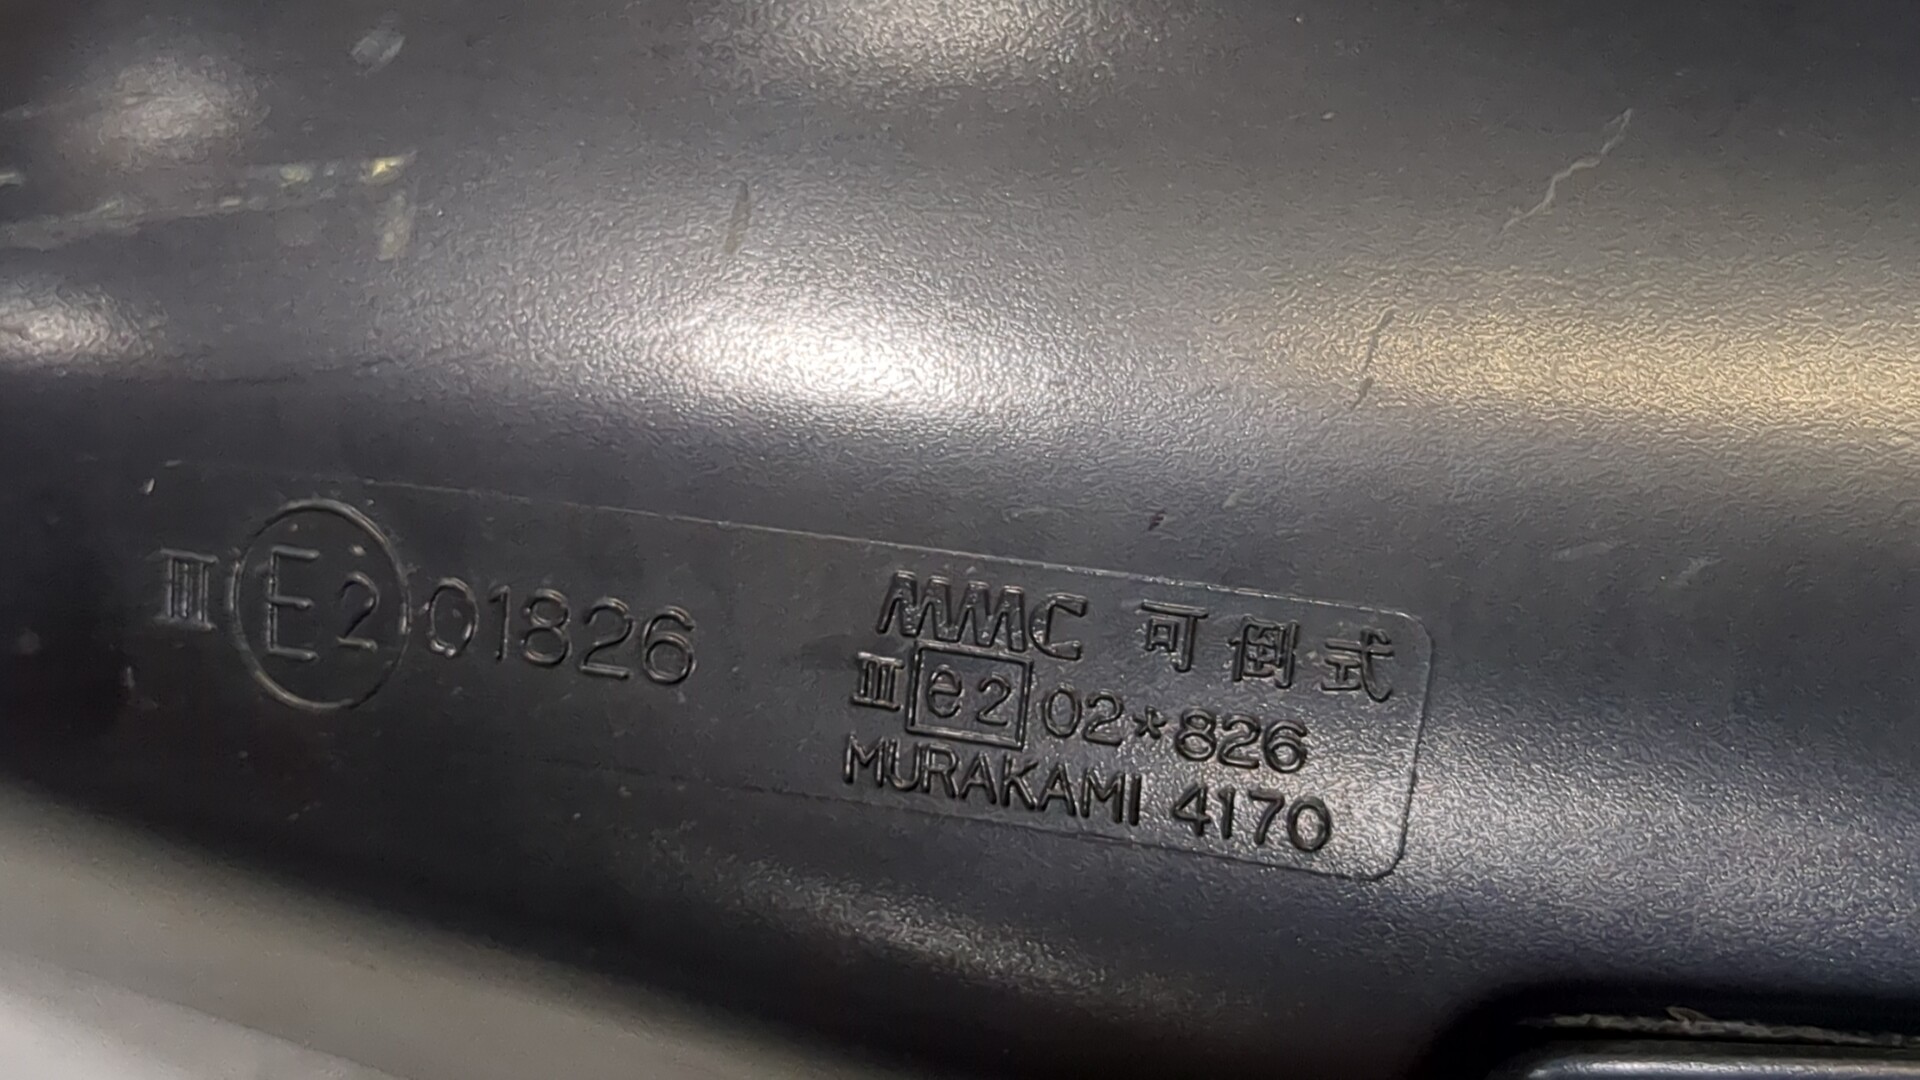 III E2 01826
MMC 可倒式
III e2 02*826
MURAKAMI 4170